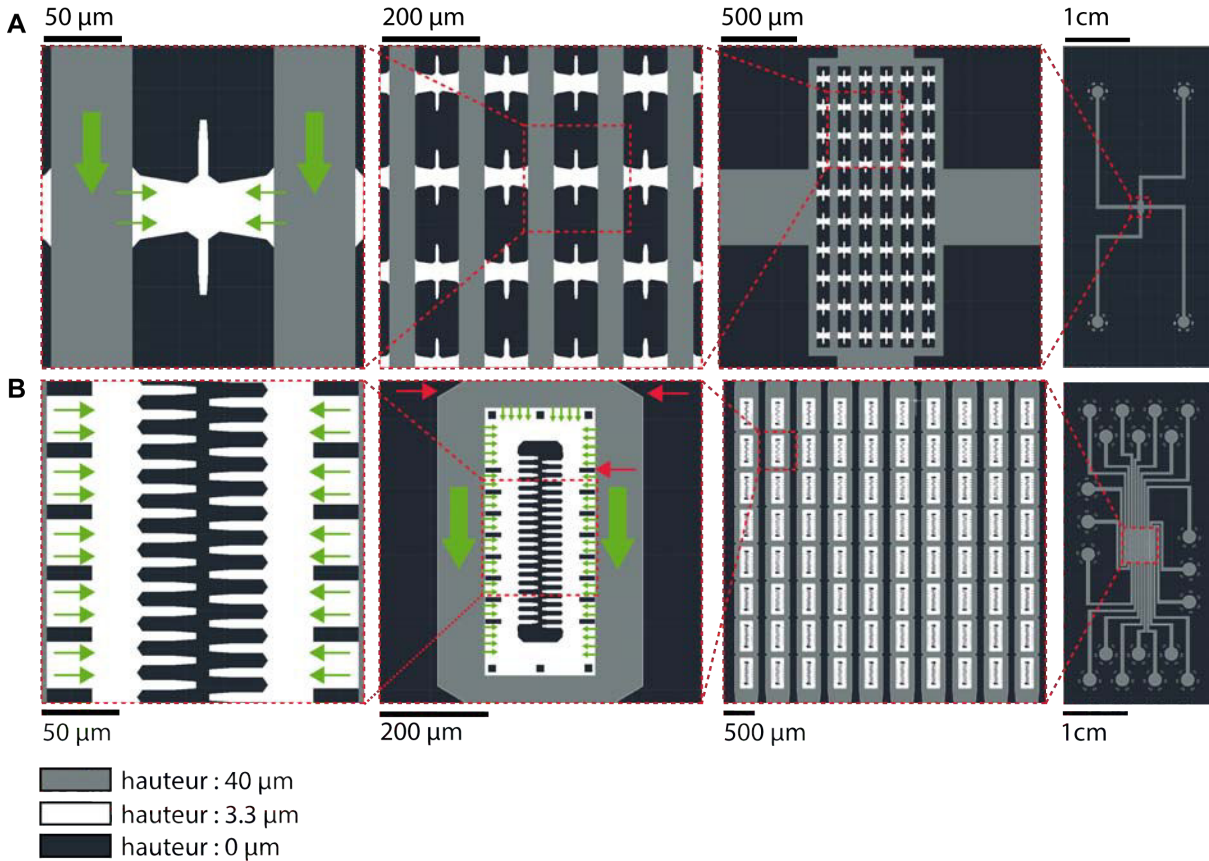 50 µm 200 µm 500 µm 1cm
A
B
50 µm 200 µm 500 µm 1cm
hauteur : 40 µm
hauteur : 3.3 µm
hauteur : 0 µm